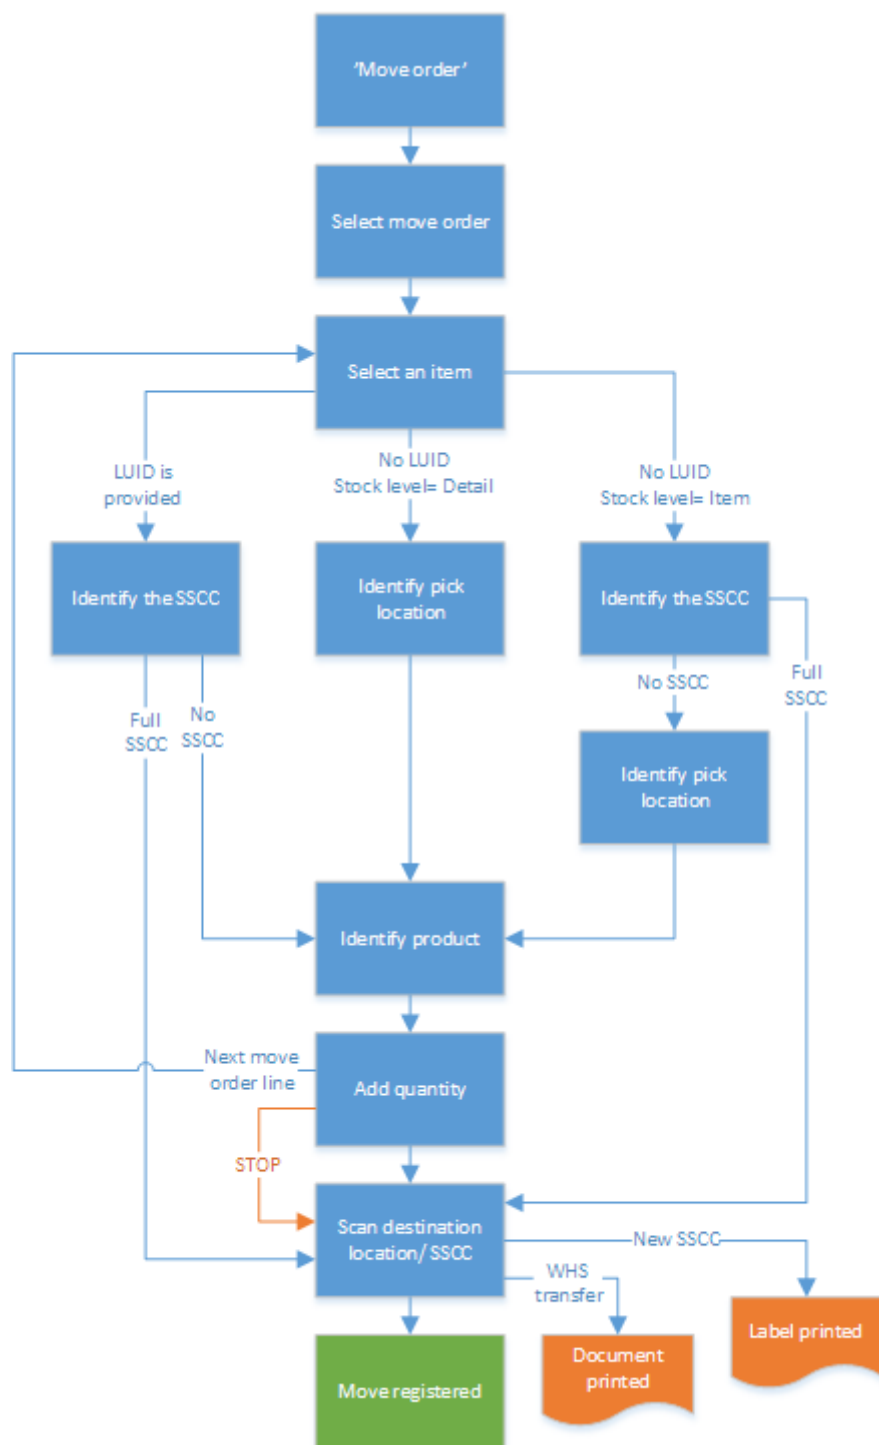 'Move order'
Select move order
Select an item
LUID is
provided
No LUID
Stock level= Detail
No LUID
Stock level= Item
Identify the SSCC
Identify pick
location
Identify the SSCC
Full
SSCC
No
SSCC
No SSCC
Full
SSCC
Identify pick
location
Identify product
Next move
order line
Add quantity
STOP
Scan destination
location/ SSCC
New SSCC
WHS
transfer
Label printed
Document
printed
Move registered